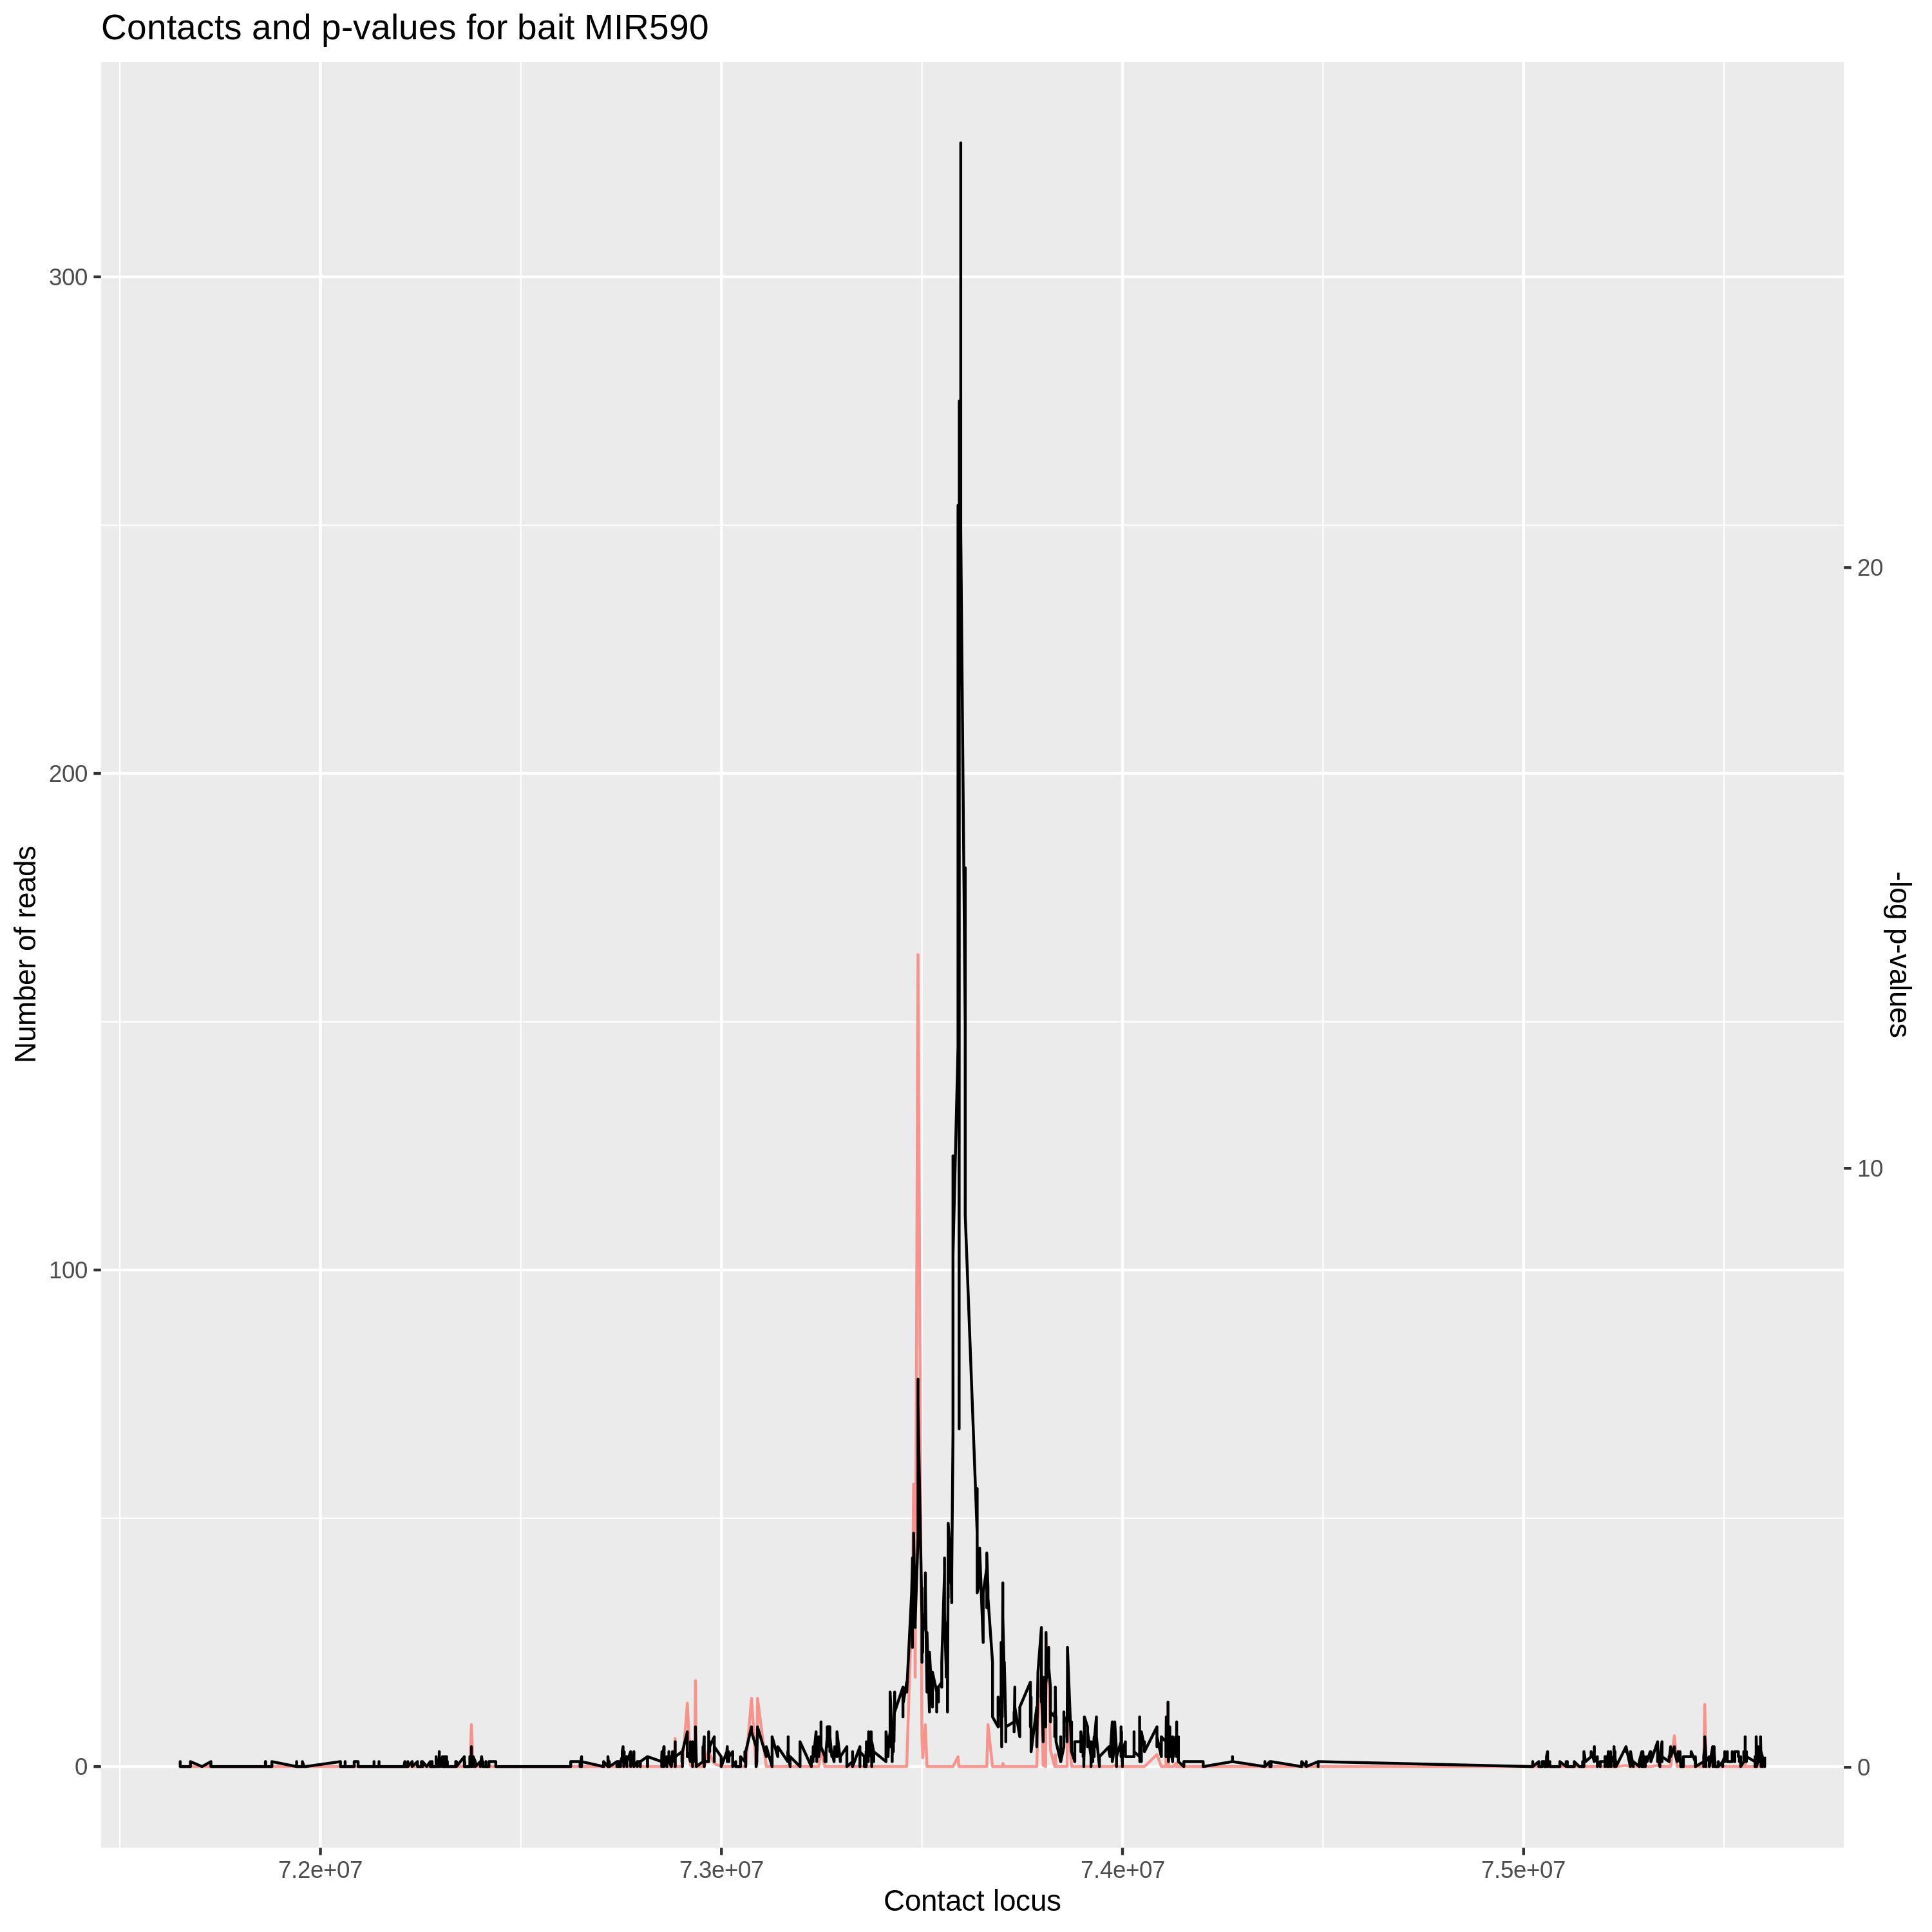 Contacts and p-values for bait MIR590
300
200
100
0
Number of reads
20
10
0
-log p-values
7.2e+07
7.3e+07
7.4e+07
7.5e+07
Contact locus